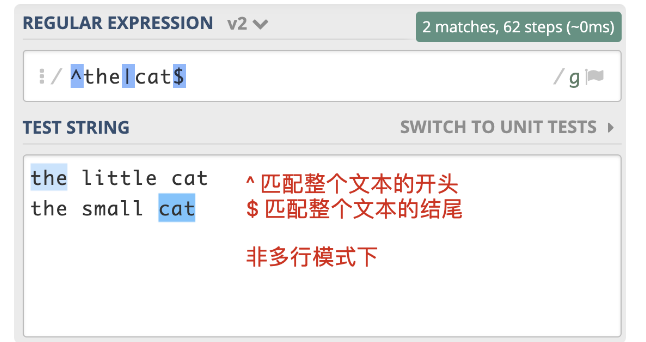 REGULAR EXPRESSION v2 2 matches, 62 steps (~0ms)
/ ^the|cat$ / g
TEST STRING SWITCH TO UNIT TESTS
the little cat
the small cat
^ 匹配整个文本的开头
$ 匹配整个文本的结尾
非多行模式下